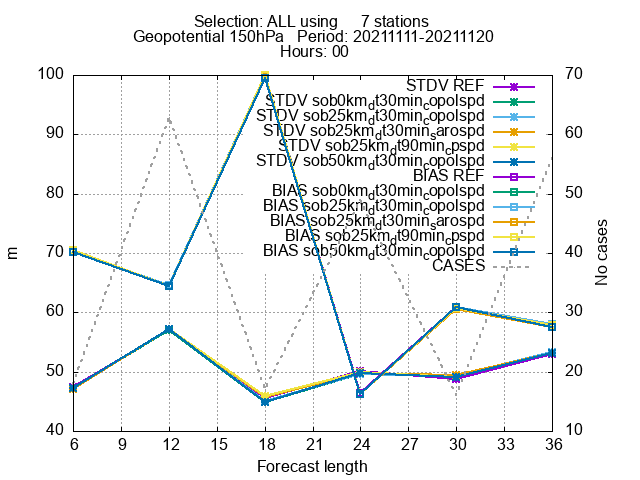 Selection: ALL using 7 stations
Geopotential 150hPa Period: 20211111-20211120
Hours: 00
100 70
STDV REF
STDV sob0km_dt30min_copolspd
STDV sob25km_dt30min_copolspd
STDV sob25km_dt30min_sarospd
STDV sob25km_dt90min_cpspd
STDV sob50km_dt30min_copolspd
BIAS REF
BIAS sob0km_dt30min_copolspd
BIAS sob25km_dt30min_copolspd
BIAS sob25km_dt30min_sarospd
BIAS sob25km_dt90min_cpspd
BIAS sob50km_dt30min_copolspd
CASES
90 60
80 50
70 40
60 30
50 20
40 10
m
No cases
6 9 12 15 18 21 24 27 30 33 36
Forecast length